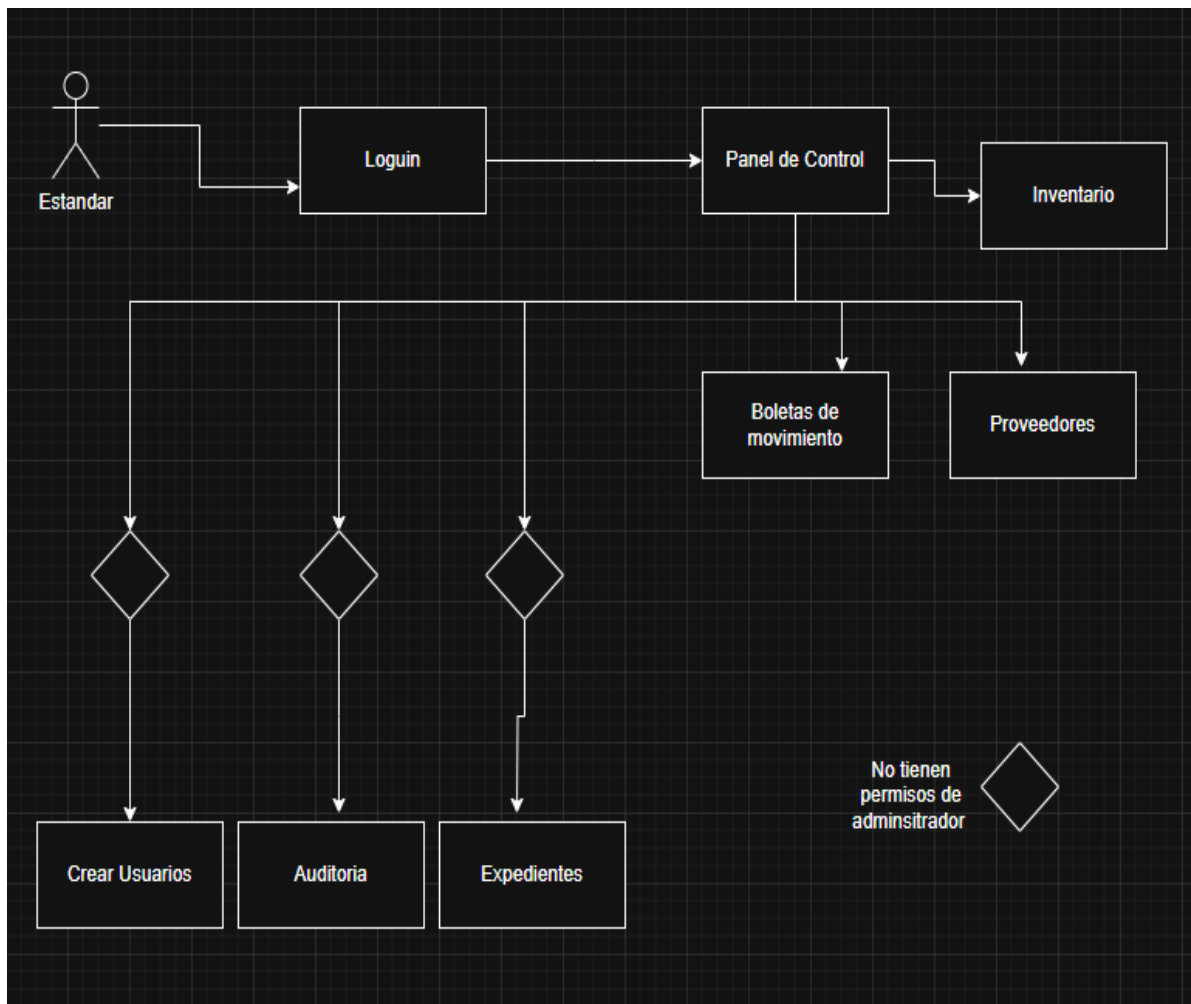 Estandar
Loguin
Panel de Control
Inventario
Boletas de
movimiento
Proveedores
No tienen
permisos de
adminsitrador
Crear Usuarios
Auditoria
Expedientes